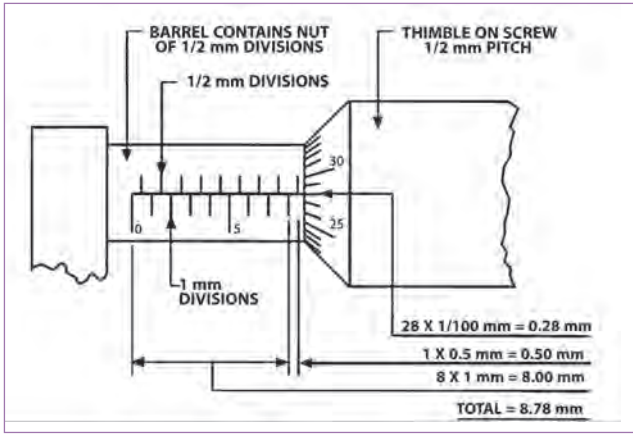 BARREL CONTAINS NUT
OF 1/2 mm DIVISIONS
THIMBLE ON SCREW
1/2 mm PITCH
1/2 mm DIVISIONS
30
25
0
5
1 mm
DIVISIONS
28 X 1/100 mm = 0.28 mm
1 X 0.5 mm = 0.50 mm
8 X 1 mm = 8.00 mm
TOTAL = 8.78 mm